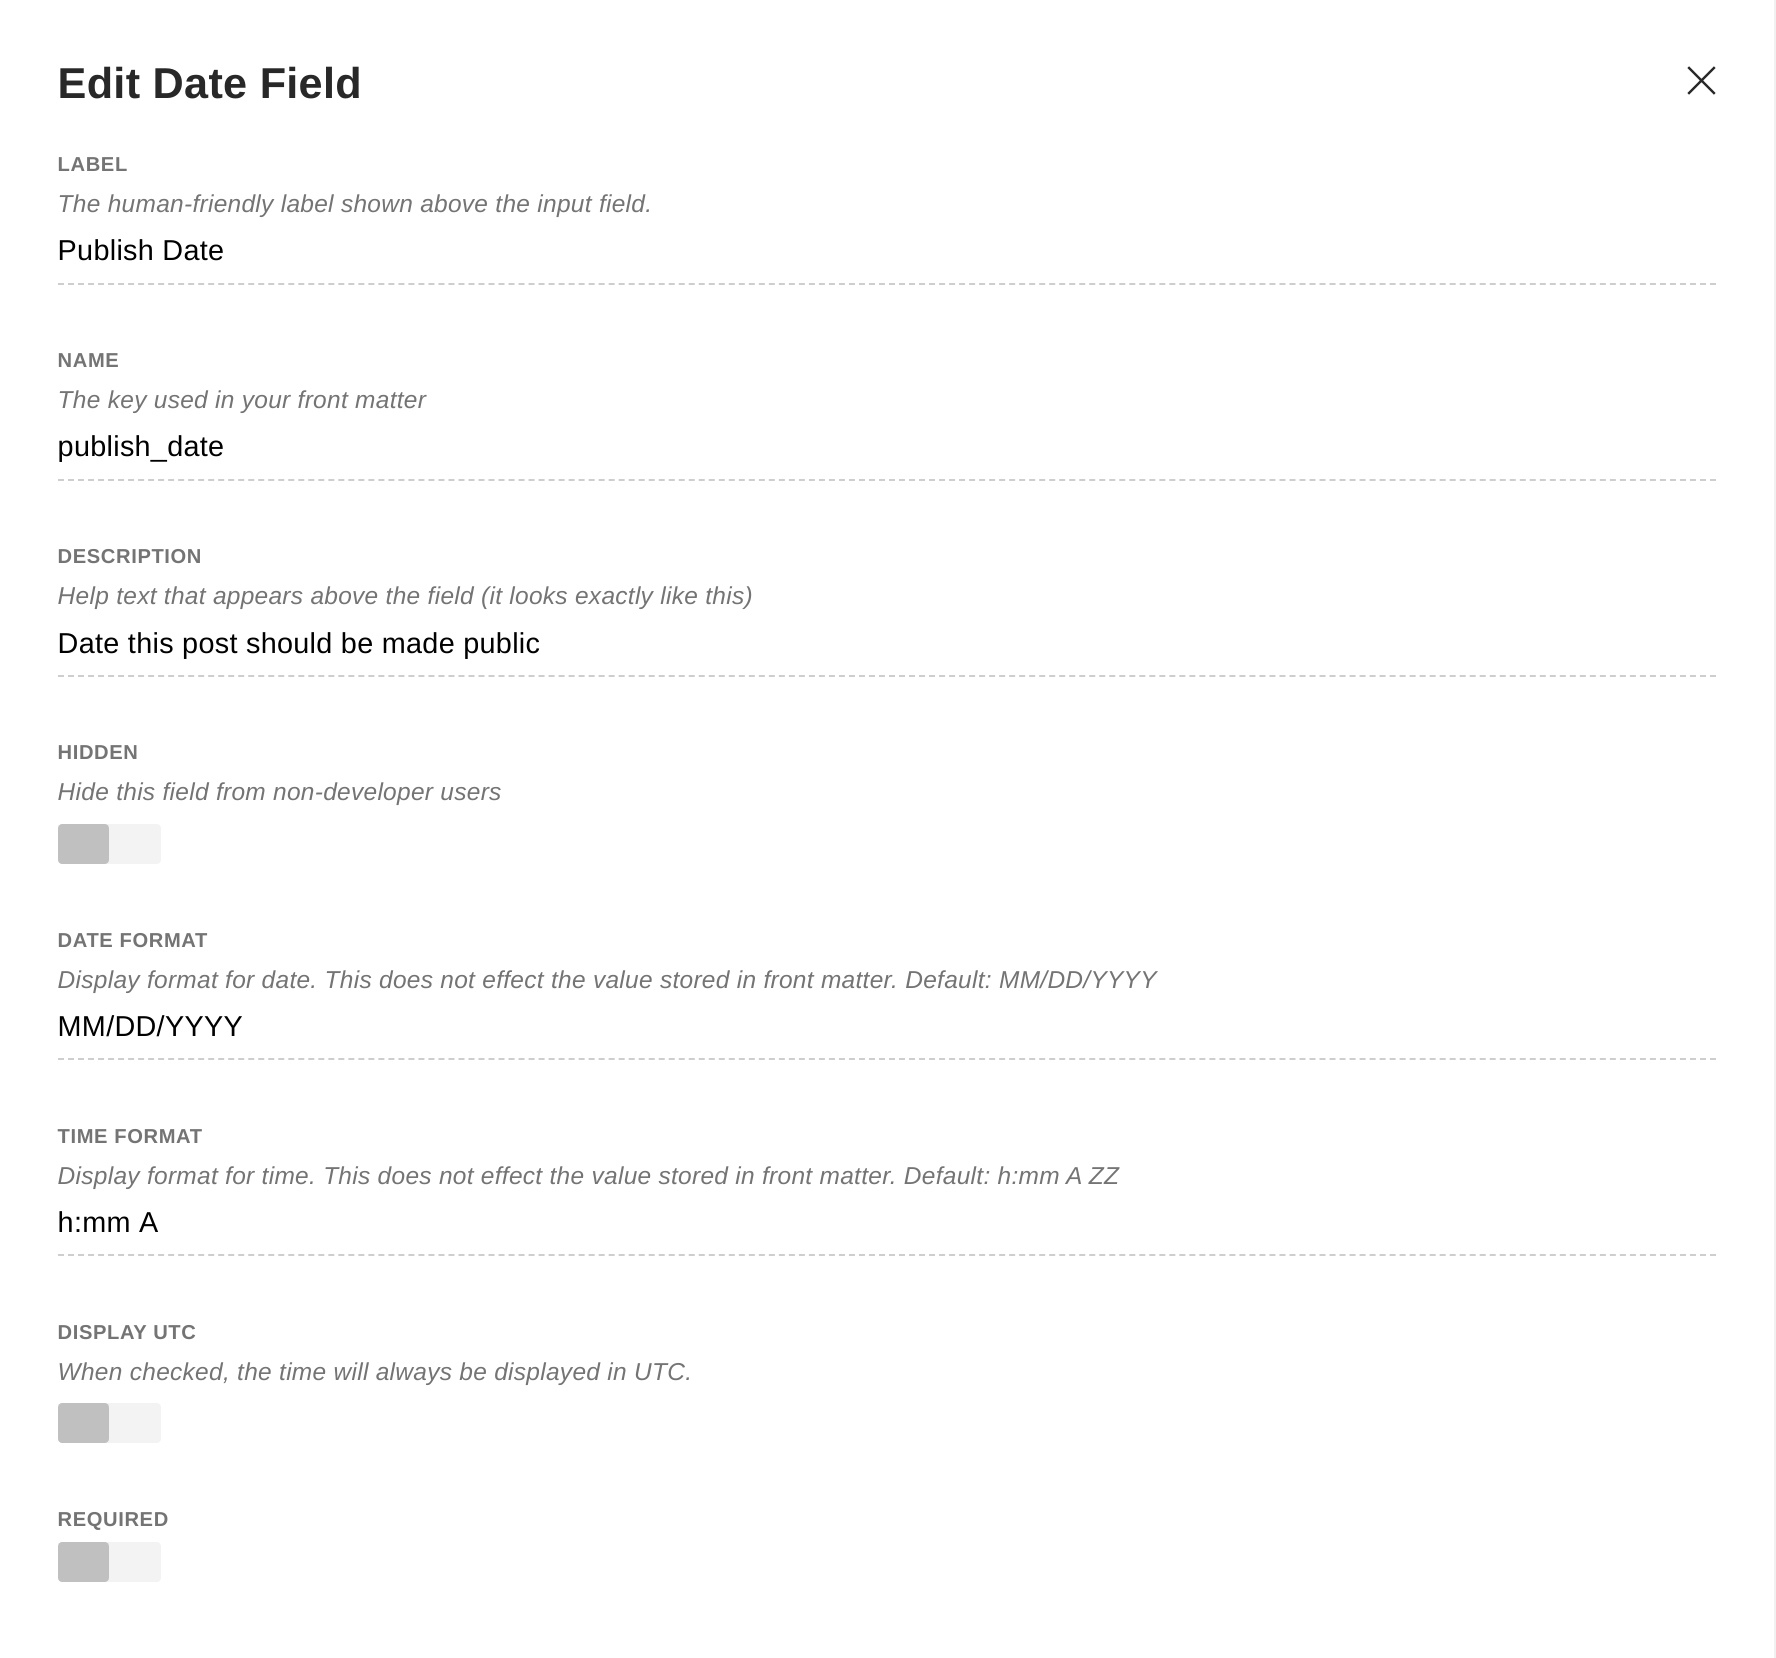 Edit Date Field
LABEL
The human-friendly label shown above the input field.
Publish Date
NAME
The key used in your front matter
publish_date
DESCRIPTION
Help text that appears above the field (it looks exactly like this)
Date this post should be made public
HIDDEN
Hide this field from non-developer users
DATE FORMAT
Display format for date. This does not effect the value stored in front matter. Default: MM/DD/YYYY
MM/DD/YYYY
TIME FORMAT
Display format for time. This does not effect the value stored in front matter. Default: h:mm A ZZ
h:mm A
DISPLAY UTC
When checked, the time will always be displayed in UTC.
REQUIRED